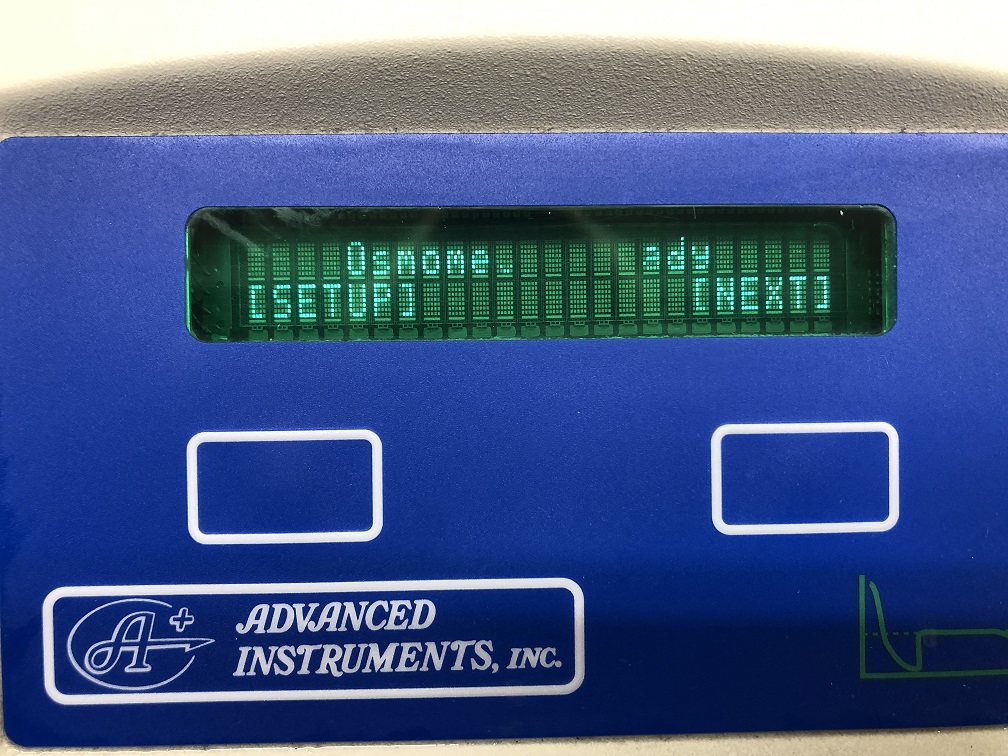 Osmome ady
[SETUP] [NEXT]
A+
ADVANCED
INSTRUMENTS, INC.